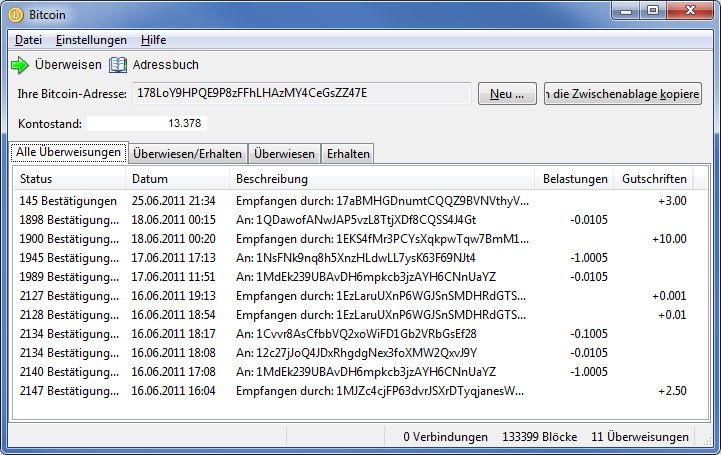 Bitcoin
Datei Einstellungen Hilfe
Überweisen Adressbuch
Ihre Bitcoin-Adresse: 178LoY9HPQE9P8zFFhLHAzMY4CeGsZZ47E Neu ... n die Zwischenablage kopiere
Kontostand: 13.378
Alle Überweisungen Überwiesen/Erhalten Überwiesen Erhalten
Status Datum Beschreibung Belastungen Gutschriften
145 Bestätigungen 25.06.2011 21:34 Empfangen durch: 17aBMHGDnumtCQQZ9BVNVthyV... +3.00
1898 Bestätigung... 18.06.2011 00:15 An: 1QDawofANwJAP5vzL8TtjXDf8CQSS4J4Gt -0.0105
1900 Bestätigung... 18.06.2011 00:20 Empfangen durch: 1EKS4fMr3PCYsXqkpwTqw7BmM1... +10.00
1945 Bestätigung... 17.06.2011 17:13 An: 1NsFNk9nq8h5XnzHLdwLL7ysK63F69NJt4 -1.0005
1989 Bestätigung... 17.06.2011 11:51 An: 1MdEk239UBAvDH6mpkcb3jzAYH6CNnUaYZ -0.0105
2127 Bestätigung... 16.06.2011 19:13 Empfangen durch: 1EzLaruUXnP6WGJSnSMDHRdGTS... +0.001
2128 Bestätigung... 16.06.2011 18:54 Empfangen durch: 1EzLaruUXnP6WGJSnSMDHRdGTS... +0.01
2134 Bestätigung... 16.06.2011 18:17 An: 1Cvvr8AsCfbbVQ2xoWiFD1Gb2VRbGsEf28 -0.1005
2134 Bestätigung... 16.06.2011 18:08 An: 12c27jJoQ4JDxRhgdgNex3foXMW2QxvJ9Y -0.0105
2140 Bestätigung... 16.06.2011 17:08 An: 1MdEk239UBAvDH6mpkcb3jzAYH6CNnUaYZ -1.0005
2147 Bestätigung... 16.06.2011 16:04 Empfangen durch: 1MJZc4cjFP63dvrJSXrDTyqjanesW... +2.50
0 Verbindungen 133399 Blöcke 11 Überweisungen